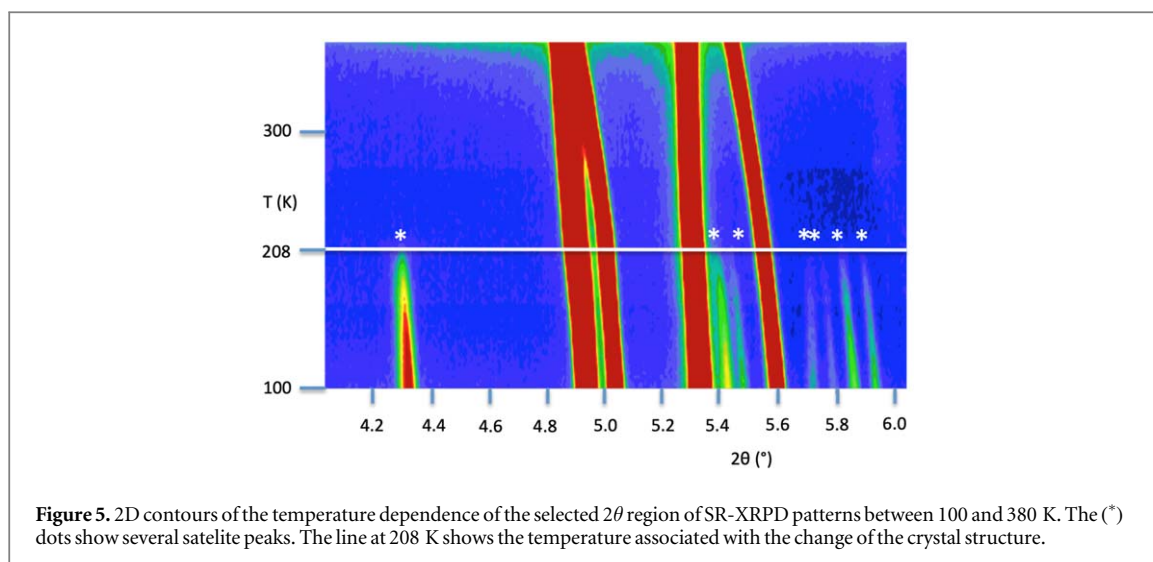 300
T (K)
* * * * * * *
208
100
4.2 4.4 4.6 4.8 5.0 5.2 5.4 5.6 5.8 6.0
2θ (°)
Figure 5. 2D contours of the temperature dependence of the selected 2θ region of SR-XRPD patterns between 100 and 380 K. The (*)
dots show several satelite peaks. The line at 208 K shows the temperature associated with the change of the crystal structure.